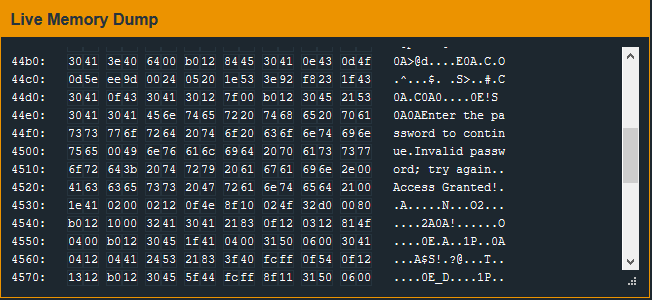 Live Memory Dump
44b0: 3041 3e40 6400 b012 8445 3041 0e43 0d4f 0A>@d....E0A.C.O
44c0: 0d5e ee9d 0024 0520 1e53 3e92 f823 1f43 .^...$. .S>..#.C
44d0: 3041 0f43 3041 3012 7f00 b012 3045 2153 0A.C0A0....0E!S
44e0: 3041 3041 456e 7465 7220 7468 6520 7061 0A0AEnter the pa
44f0: 7373 776f 7264 2074 6f20 636f 6e74 696e ssword to contin
4500: 7565 0049 6e76 616c 6964 2070 6173 7377 ue.Invalid passw
4510: 6f72 643b 2074 7279 2061 6761 696e 2e00 ord; try again..
4520: 4163 6365 7373 2047 7261 6e74 6564 2100 Access Granted!.
4530: 1e41 0200 0212 0f4e 8f10 024f 32d0 0080 .A.....N...O2...
4540: b012 1000 3241 3041 2183 0f12 0312 814f ....2A0A!......O
4550: 0400 b012 3045 1f41 0400 3150 0600 3041 ....0E.A..1P..0A
4560: 0412 0441 2453 2183 3f40 fcff 0f54 0f12 ...A$S!.?@...T..
4570: 1312 b012 3045 5f44 fcff 8f11 3150 0600 ....0E_D....1P..